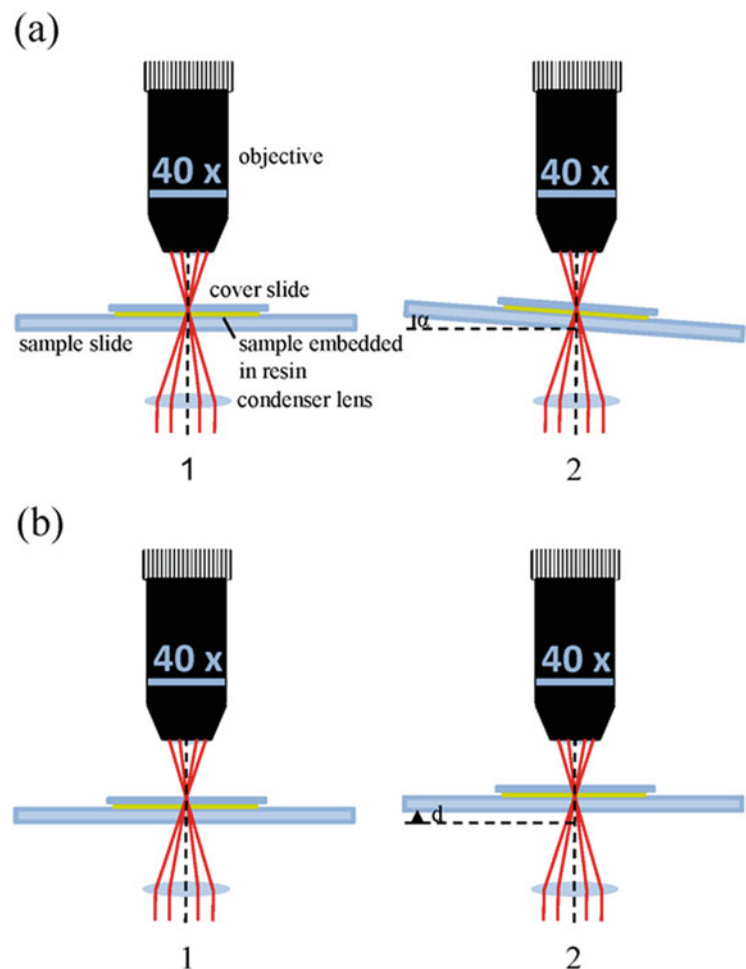 (a)
40 x
objective
40 x
cover slide
sample slide
sample embedded
in resin
condenser lens
α
1
2
(b)
40 x
40 x
d
1
2